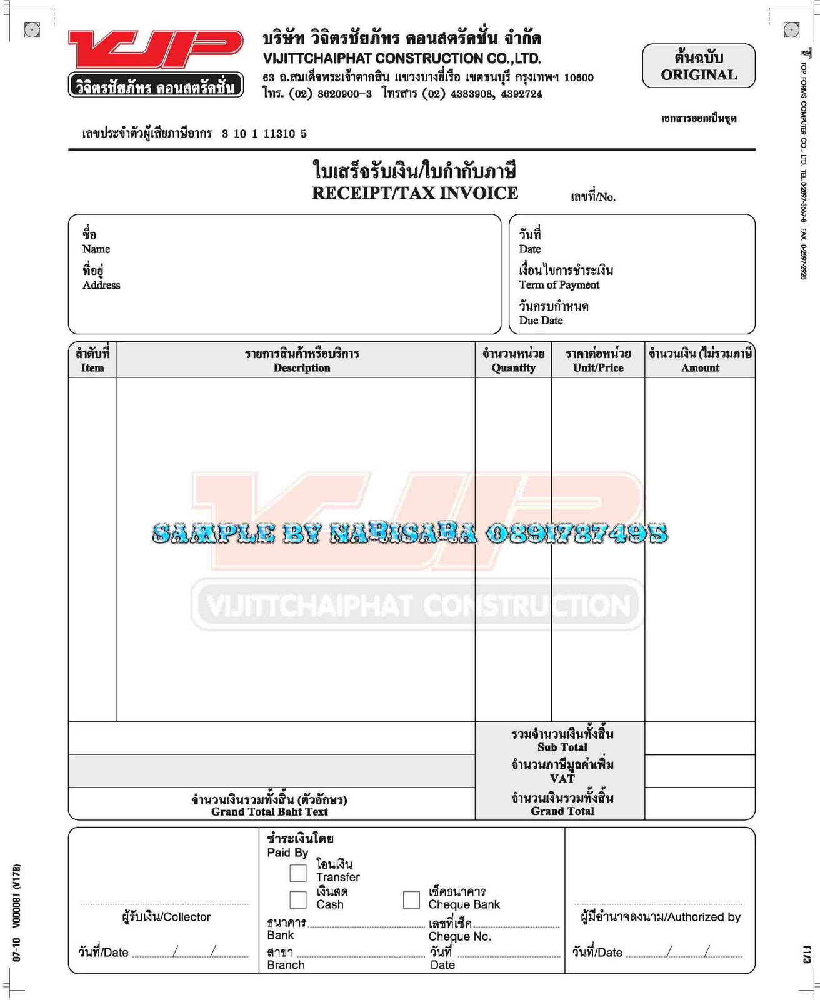 VJP
วิจิตรชัยภัทร คอนสตรัคชั่น
บริษัท วิจิตรชัยภัทร คอนสตรัคชั่น จำกัด
VIJITTCHAIPHAT CONSTRUCTION CO.,LTD.
63 ถ.สมเด็จพระเจ้าตากสิน แขวงบางยี่เรือ เขตธนบุรี กรุงเทพฯ 10600
โทร. (02) 8620900-3 โทรสาร (02) 4383908, 4392724
ต้นฉบับ
ORIGINAL
เอกสารออกเป็นชุด
เลขประจำตัวผู้เสียภาษีอากร 3 10 1 11310 5
TOP FORMS COMPUTER CO., LTD. TEL. 0-2897-3667-8 FAX. 0-2897-2928
ใบเสร็จรับเงิน/ใบกำกับภาษี
RECEIPT/TAX INVOICE
เลขที่/No.
ชื่อ
Name
ที่อยู่
Address
วันที่
Date
เงื่อนไขการชำระเงิน
Term of Payment
วันครบกำหนด
Due Date
ลำดับที่ รายการสินค้าหรือบริการ จำนวนหน่วย ราคาต่อหน่วย จำนวนเงิน (ไม่รวมภาษี
Item Description Quantity Unit/Price Amount
VJP
SAMPLE BY NARISARA 0891787495
VIJITTCHAIPHAT CONSTRUCTION
รวมจำนวนเงินทั้งสิ้น
Sub Total
จำนวนภาษีมูลค่าเพิ่ม
VAT
จำนวนเงินรวมทั้งสิ้น (ตัวอักษร) จำนวนเงินรวมทั้งสิ้น
Grand Total Baht Text Grand Total
ผู้รับเงิน/Collector
วันที่/Date / /
ชำระเงินโดย
Paid By
โอนเงิน
Transfer
เงินสด เช็คธนาคาร
Cash Cheque Bank
ธนาคาร เลขที่เช็ค
Bank Cheque No.
สาขา วันที่
Branch Date
ผู้มีอำนาจลงนาม/Authorized by
วันที่/Date / /
07-10 V000081 (V178)
F1/3